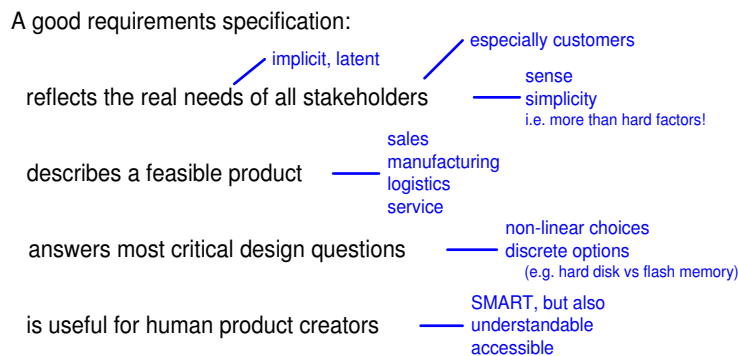 A good requirements specification:
especially customers
implicit, latent
reflects the real needs of all stakeholders
sense
simplicity
i.e. more than hard factors!
describes a feasible product
sales
manufacturing
logistics
service
answers most critical design questions
non-linear choices
discrete options
(e.g. hard disk vs flash memory)
is useful for human product creators
SMART, but also
understandable
accessible